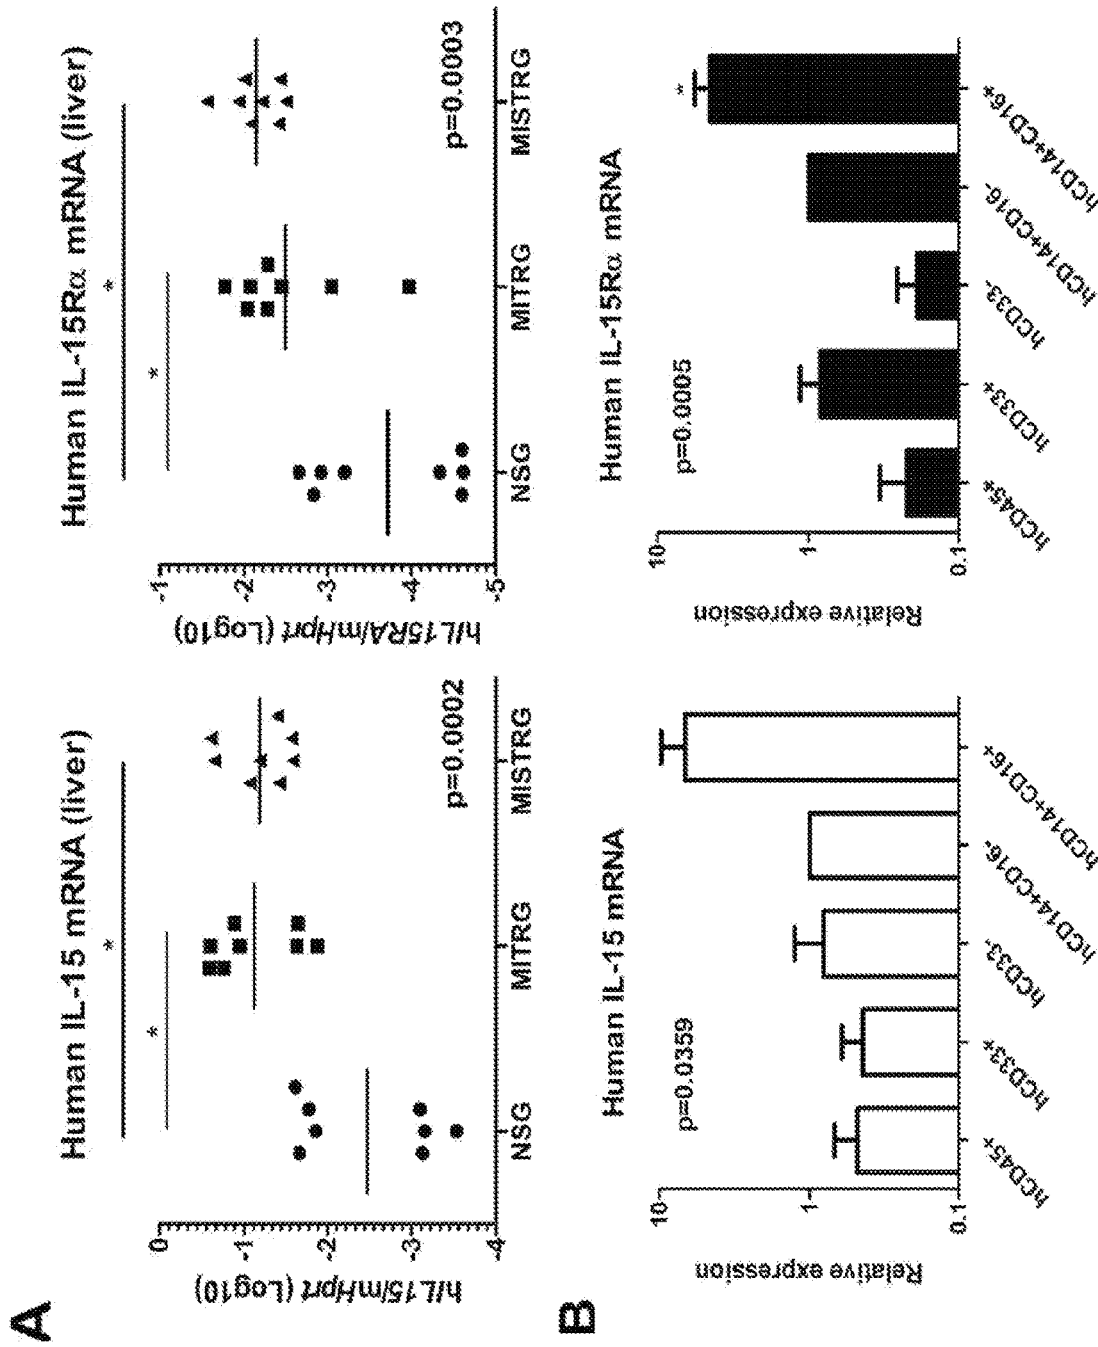 A
Human IL-15 mRNA (liver)
hIL15/mHprt (Log10)
0
-1
-2
-3
-4
*
*
p=0.0002
NSG
MITRG
MISTRG
Human IL-15Rα mRNA (liver)
hIL15RA/mHprt (Log10)
-1
-2
-3
-4
-5
*
*
p=0.0003
NSG
MITRG
MISTRG
B
Human IL-15 mRNA
Relative expression
10
1
0.1
p=0.0359
hCD45+
hCD33+
hCD33-
hCD14+CD16-
hCD14+CD16+
Human IL-15Rα mRNA
Relative expression
10
1
0.1
p=0.0005
*
hCD45+
hCD33+
hCD33-
hCD14+CD16-
hCD14+CD16+